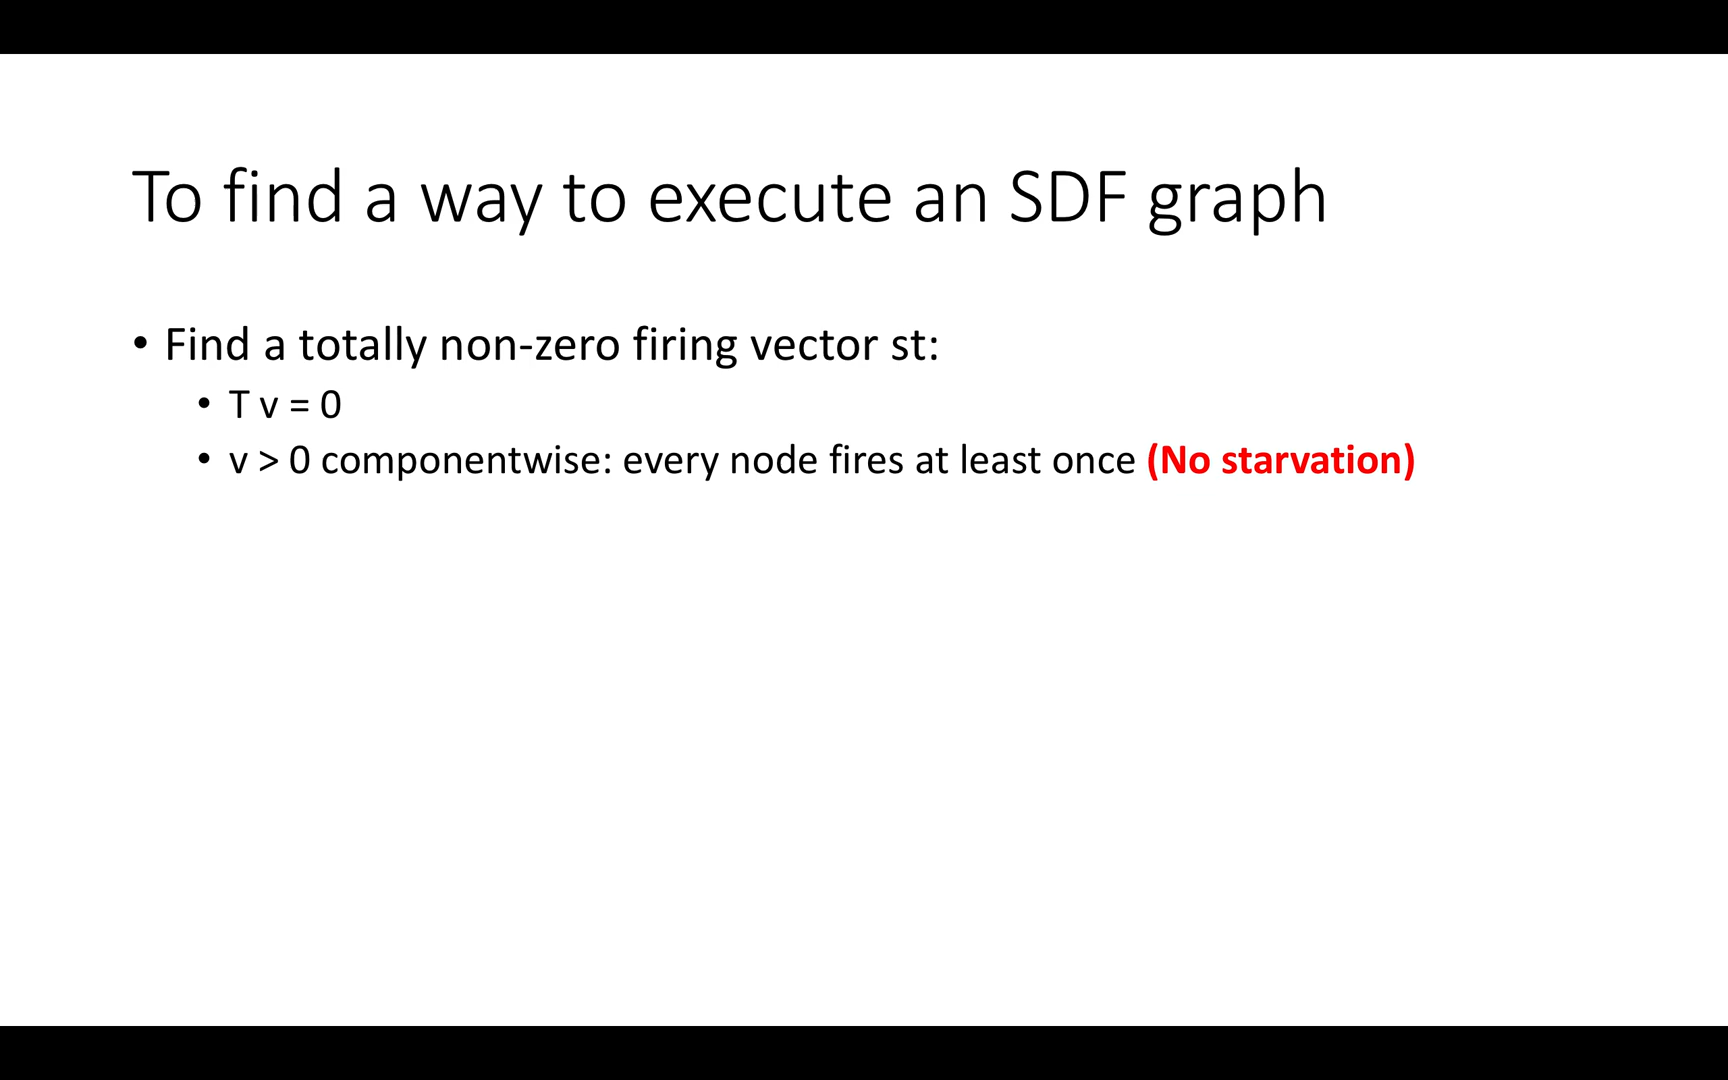 To find a way to execute an SDF graph
• Find a totally non-zero firing vector st:
• T v = 0
• v > 0 componentwise: every node fires at least once (No starvation)